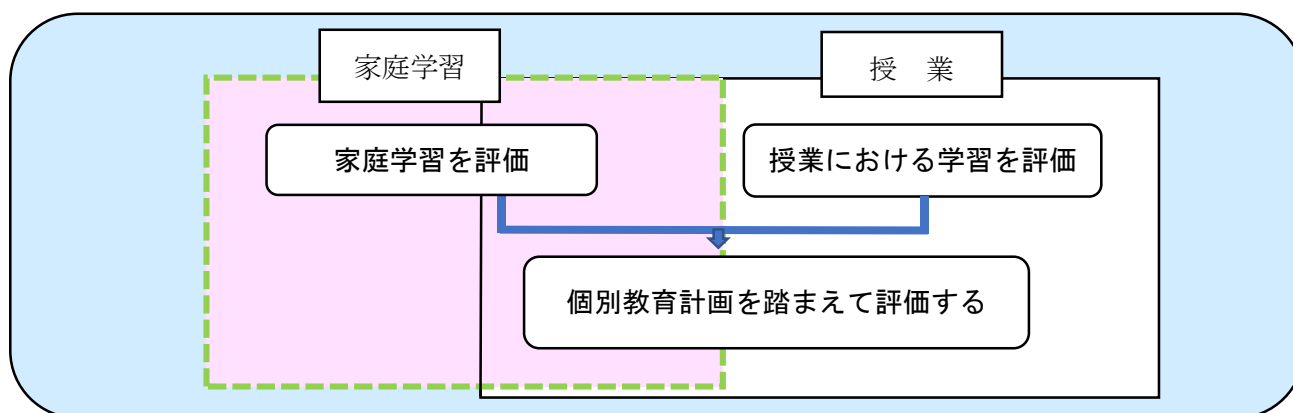 家庭学習
授　業
家庭学習を評価
授業における学習を評価
個別教育計画を踏まえて評価する